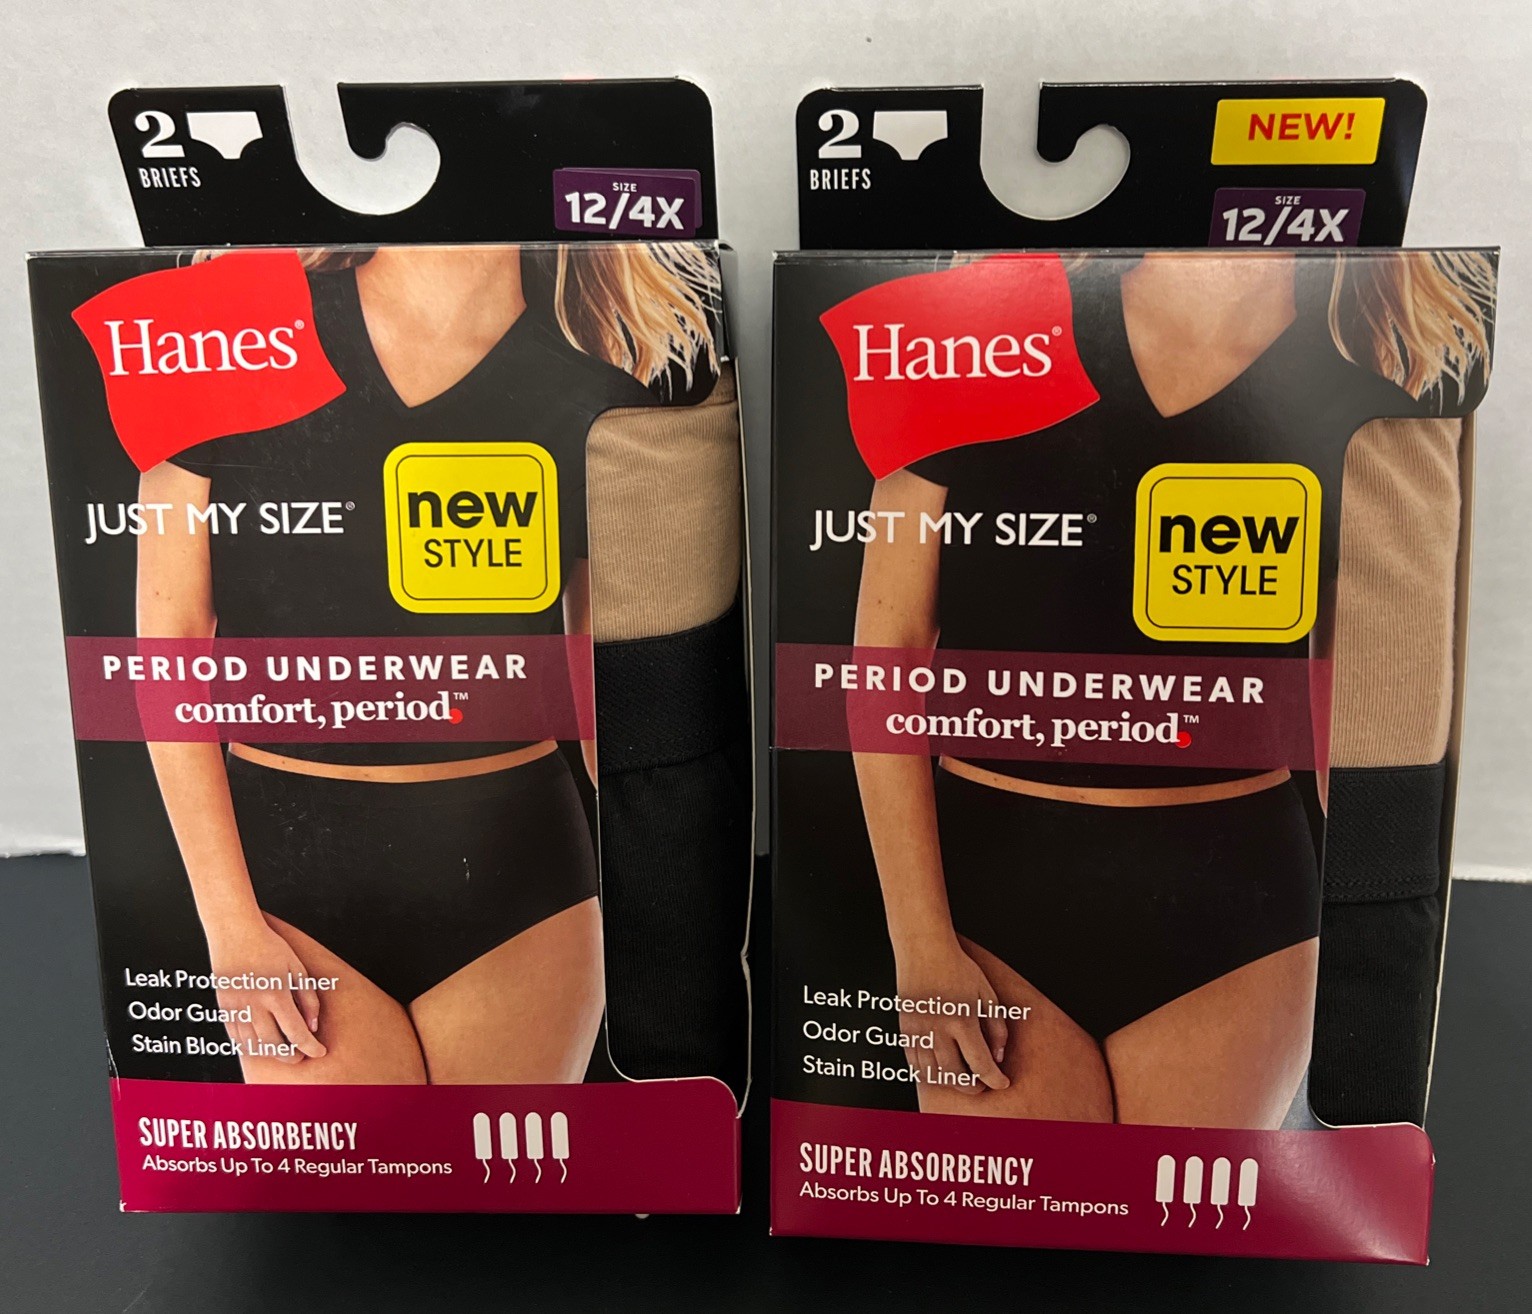 2
BRIEFS
SIZE
12/4X
Hanes®
JUST MY SIZE®
new
STYLE
PERIOD UNDERWEAR
comfort, period.™
Leak Protection Liner
Odor Guard
Stain Block Liner
SUPER ABSORBENCY
Absorbs Up To 4 Regular Tampons
2
BRIEFS
NEW!
SIZE
12/4X
Hanes®
JUST MY SIZE®
new
STYLE
PERIOD UNDERWEAR
comfort, period.™
Leak Protection Liner
Odor Guard
Stain Block Liner
SUPER ABSORBENCY
Absorbs Up To 4 Regular Tampons